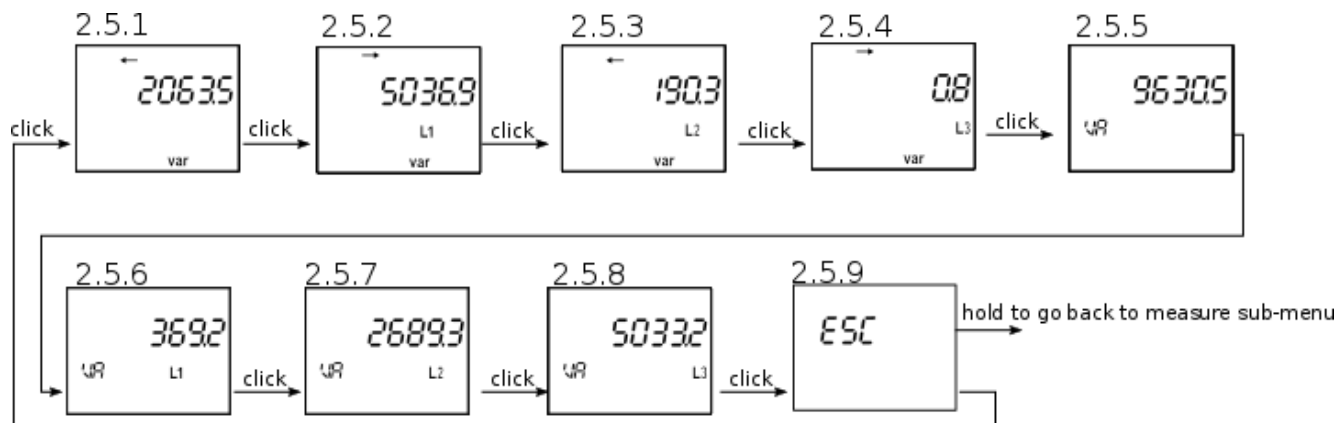 2.5.1 2.5.2 2.5.3 2.5.4 2.5.5
← → ← →
2063.5 5036.9 190.3 0.8 9630.5
click click click click click
L1 L2 L3 VA
var var var var
2.5.6 2.5.7 2.5.8 2.5.9
369.2 2689.3 5033.2 ESC hold to go back to measure sub-menu
VA L1 click VA L2 click VA L3 click